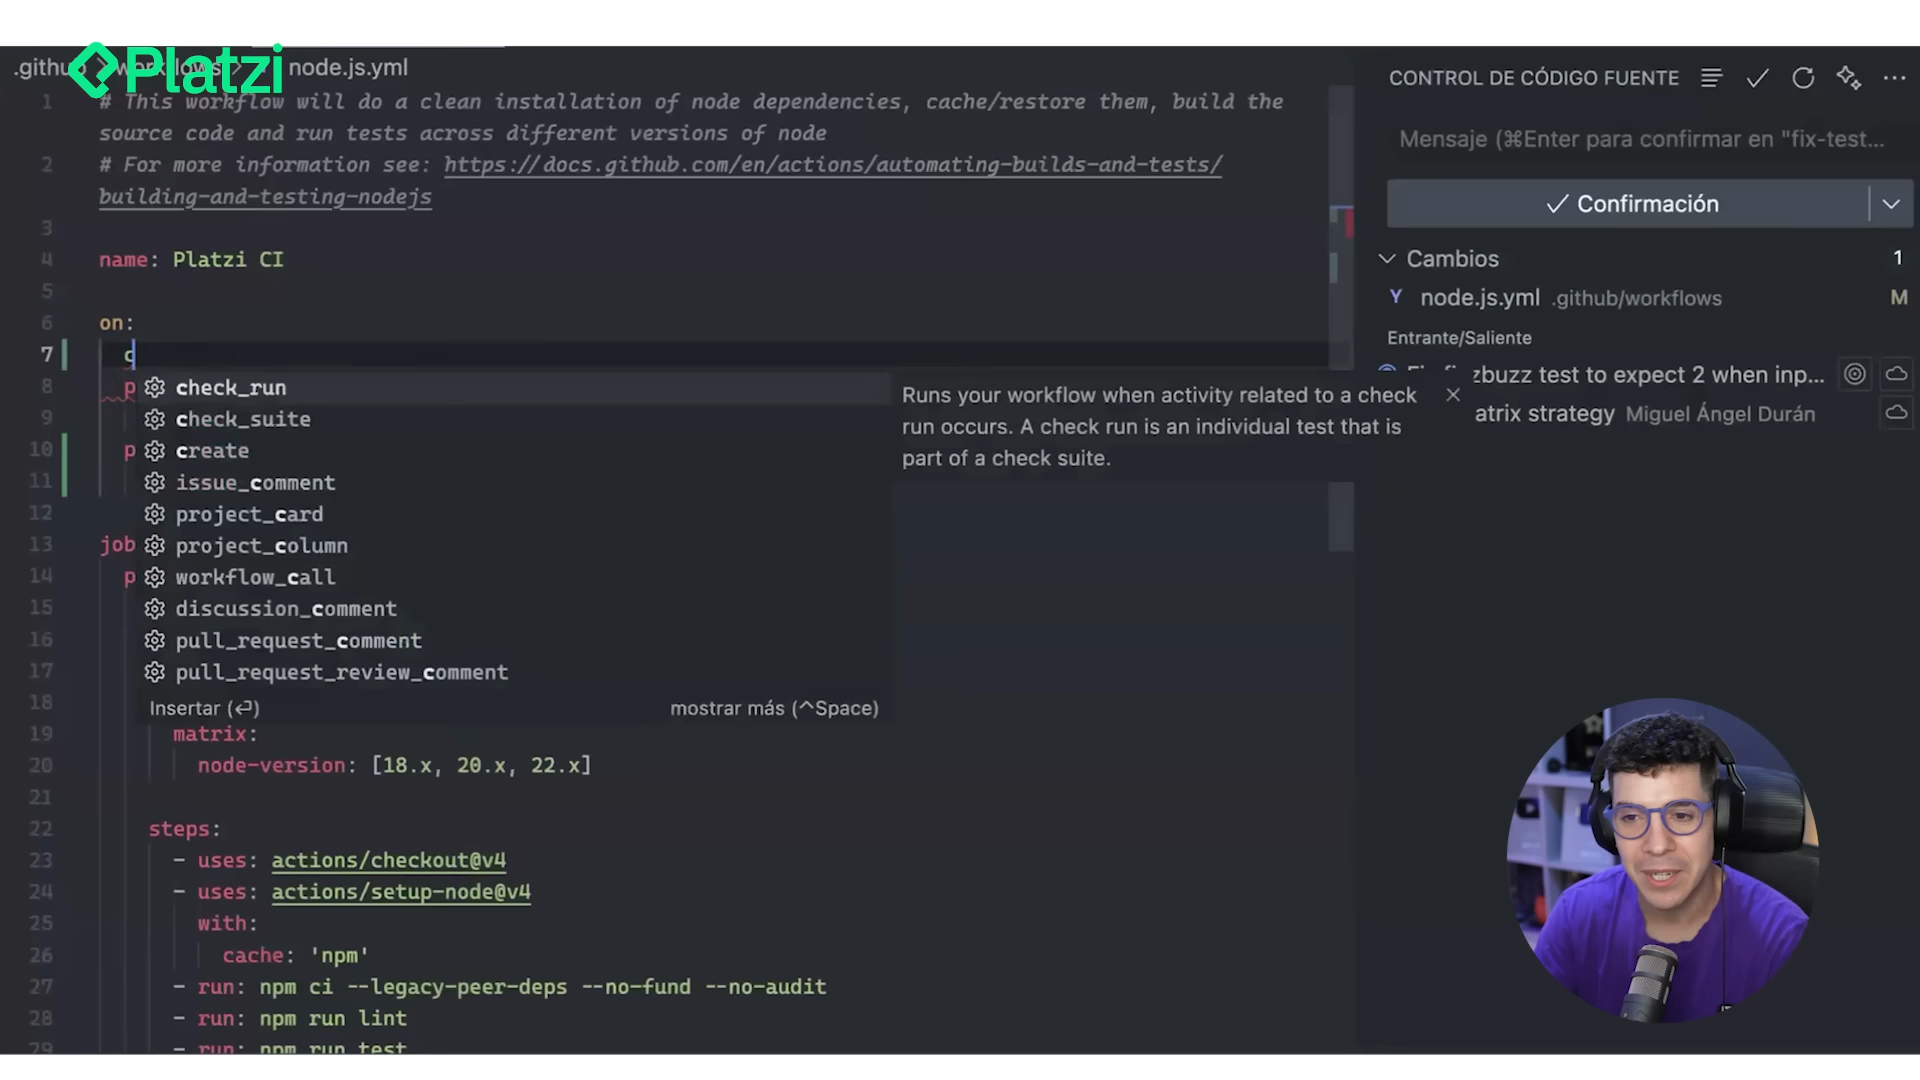 Platzi
node.js.yml
1 # This workflow will do a clean installation of node dependencies, cache/restore them, build the
source code and run tests across different versions of node
2 # For more information see: https://docs.github.com/en/actions/automating-builds-and-tests/
building-and-testing-nodejs
3
4 name: Platzi CI
5
6 on:
7 c
8 p
9
10 p
11
12
13 job
14 p
15
16
17
18
check_run
check_suite
create
issue_comment
project_card
project_column
workflow_call
discussion_comment
pull_request_comment
pull_request_review_comment
Insertar (⏎) mostrar más (^Space)
Runs your workflow when activity related to a check
run occurs. A check run is an individual test that is
part of a check suite.
19 matrix:
20 node-version: [18.x, 20.x, 22.x]
21
22 steps:
23 - uses: actions/checkout@v4
24 - uses: actions/setup-node@v4
25 with:
26 cache: 'npm'
27 - run: npm ci --legacy-peer-deps --no-fund --no-audit
28 - run: npm run lint
29 - run: npm run test
CONTROL DE CÓDIGO FUENTE
Mensaje (⌘Enter para confirmar en "fix-test...
Confirmación
Cambios 1
node.js.yml .github/workflows M
Entrante/Saliente
zbuzz test to expect 2 when inp...
atrix strategy Miguel Ángel Durán